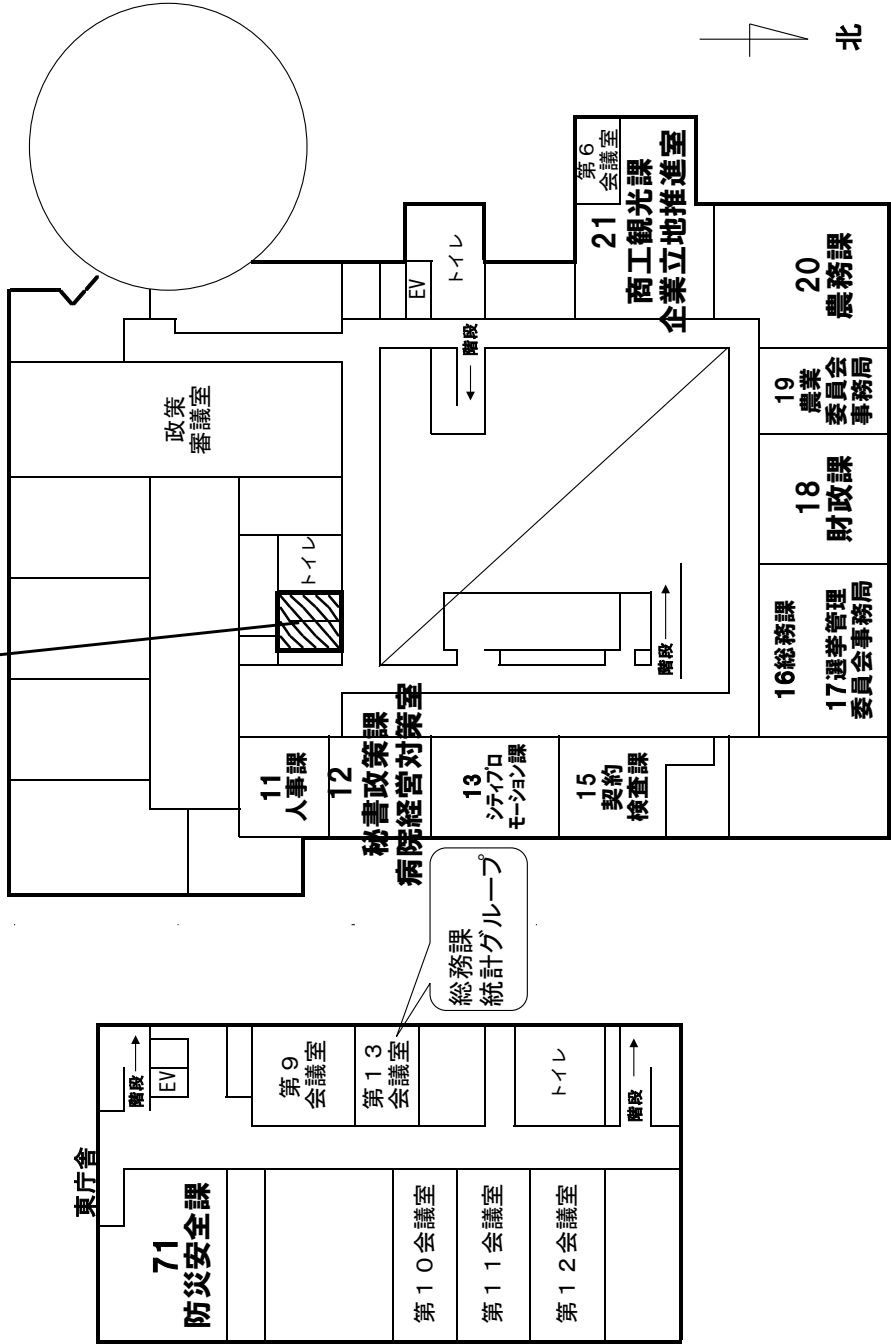 北
東庁舎
71
防災安全課
第１０会議室
第１１会議室
第１２会議室
階段
EV
第９
会議室
第１３
会議室
トイレ
階段
総務課
統計グループ
11
人事課
12
秘書政策課
病院経営対策室
13
シティプロ
モーション課
15
契約
検査課
16総務課
17選挙管理
委員会事務局
18
財政課
19
農業
委員会
事務局
20
農務課
21
商工観光課
企業立地推進室
第６
会議室
政策
審議室
トイレ
EV
トイレ
階段
階段